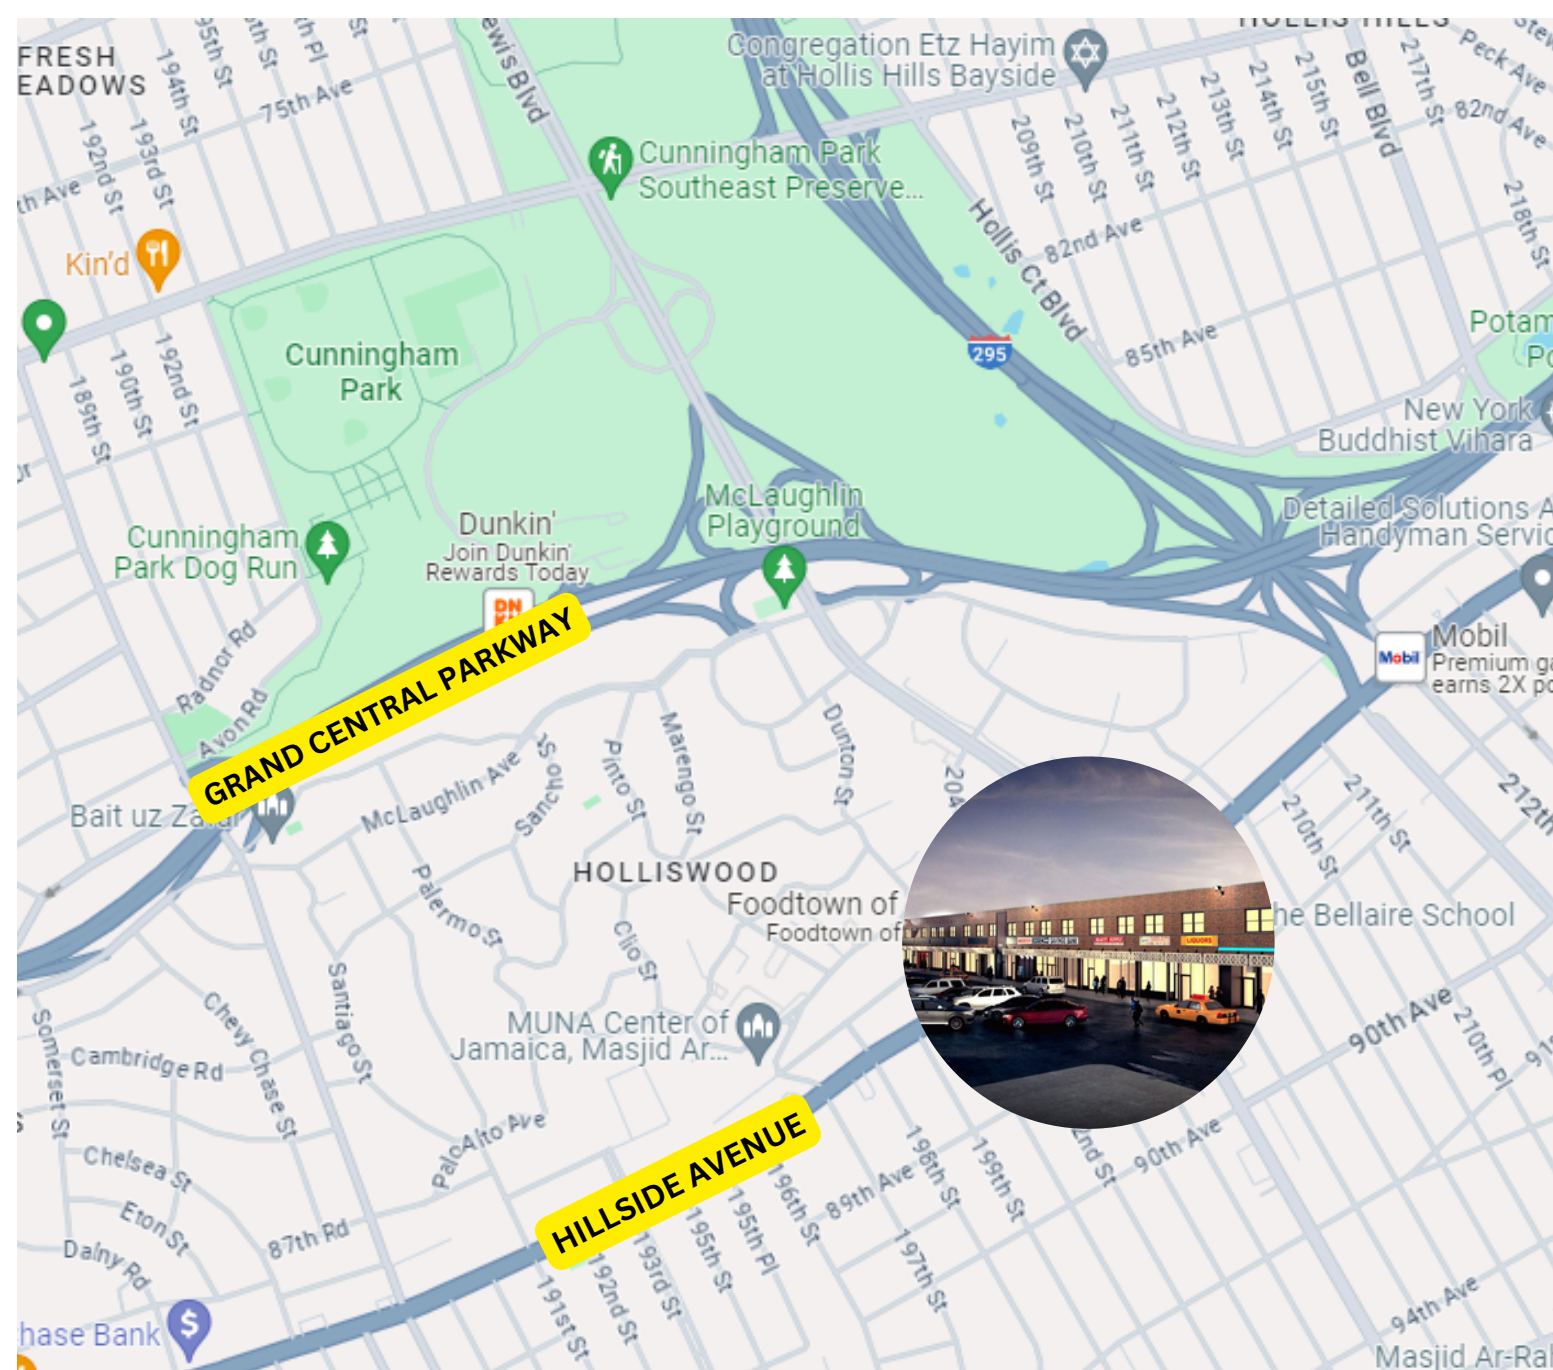 FRESH
EADOWS
194th St
95th St
75th Ave
192nd St
193rd St
th Ave
Kin'd
ewis Blvd
Congregation Etz Hayim
at Hollis Hills Bayside
HOLLIS HILLS
Cunningham Park
Southeast Preserve...
209th St
210th St
211th St
212th St
213th St
214th St
215th St
Bell Blvd
217th St
Peck Ave
82nd Ave
218th St
Hollis Ct Blvd
82nd Ave
85th Ave
295
Potam
Po
New York
Buddhist Vihara
Detailed Solutions A
Handyman Servic
Cunningham
Park
189th St
190th St
192nd St
Cunningham
Park Dog Run
Dunkin'
Join Dunkin'
Rewards Today
DN
McLaughlin
Playground
Mobil
Mobil
Premium ga
earns 2X po
GRAND CENTRAL PARKWAY
Radnor Rd
Avon Rd
Bait uz Zafar
McLaughlin Ave
Sancho St
Pinto St
Marengo St
Dunton St
204
211th St
212th
210th St
HOLLISWOOD
Foodtown of
Foodtown of
LIQUORS
he Bellaire School
Palermo St
Clio St
Santiago St
Chevy Chase St
Somerset St
Cambridge Rd
MUNA Center of
Jamaica, Masjid Ar...
90th Ave
210th Pl
91s
Palo Alto Ave
Chelsea St
Eton St
Dalny Rd
87th Rd
HILLSIDE AVENUE
2nd St
90th Ave
89th Ave
198th St
199th St
196th St
195th Pl
195th St
193rd St
192nd St
191st St
197th St
94th Ave
hase Bank
Masjid Ar-Ra